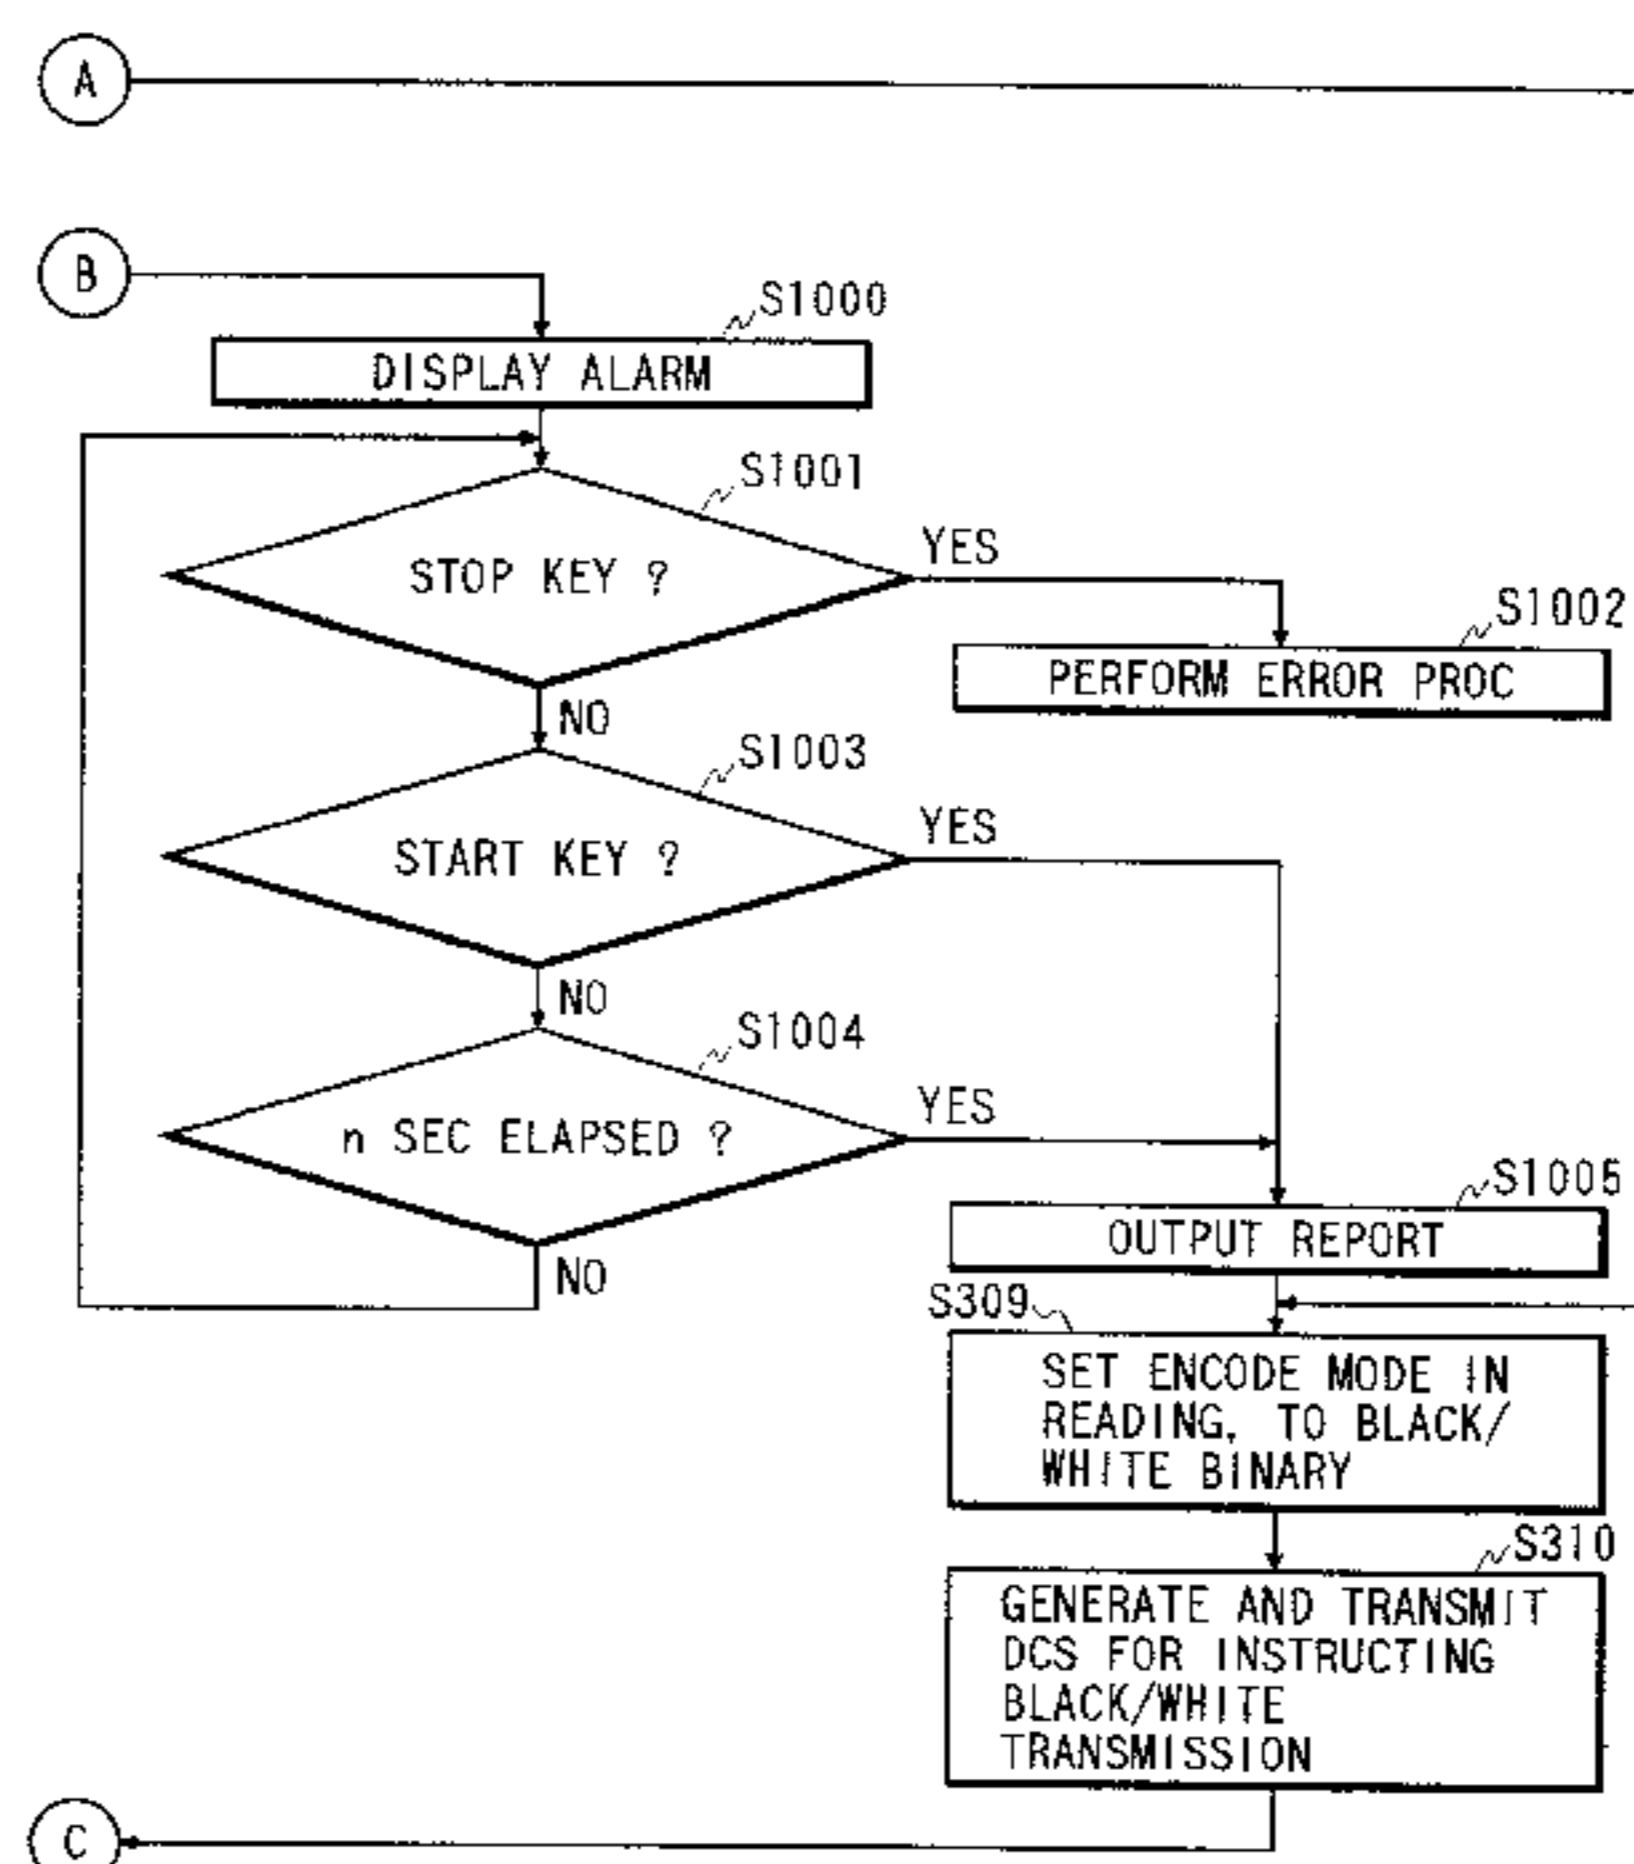 A
B
S1000
DISPLAY ALARM
S1001
STOP KEY ?
YES
S1002
PERFORM ERROR PROC
NO
S1003
START KEY ?
YES
NO
S1004
n SEC ELAPSED ?
YES
NO
S1005
OUTPUT REPORT
S309
SET ENCODE MODE IN
READING, TO BLACK/
WHITE BINARY
S310
GENERATE AND TRANSMIT
DCS FOR INSTRUCTING
BLACK/WHITE
TRANSMISSION
C